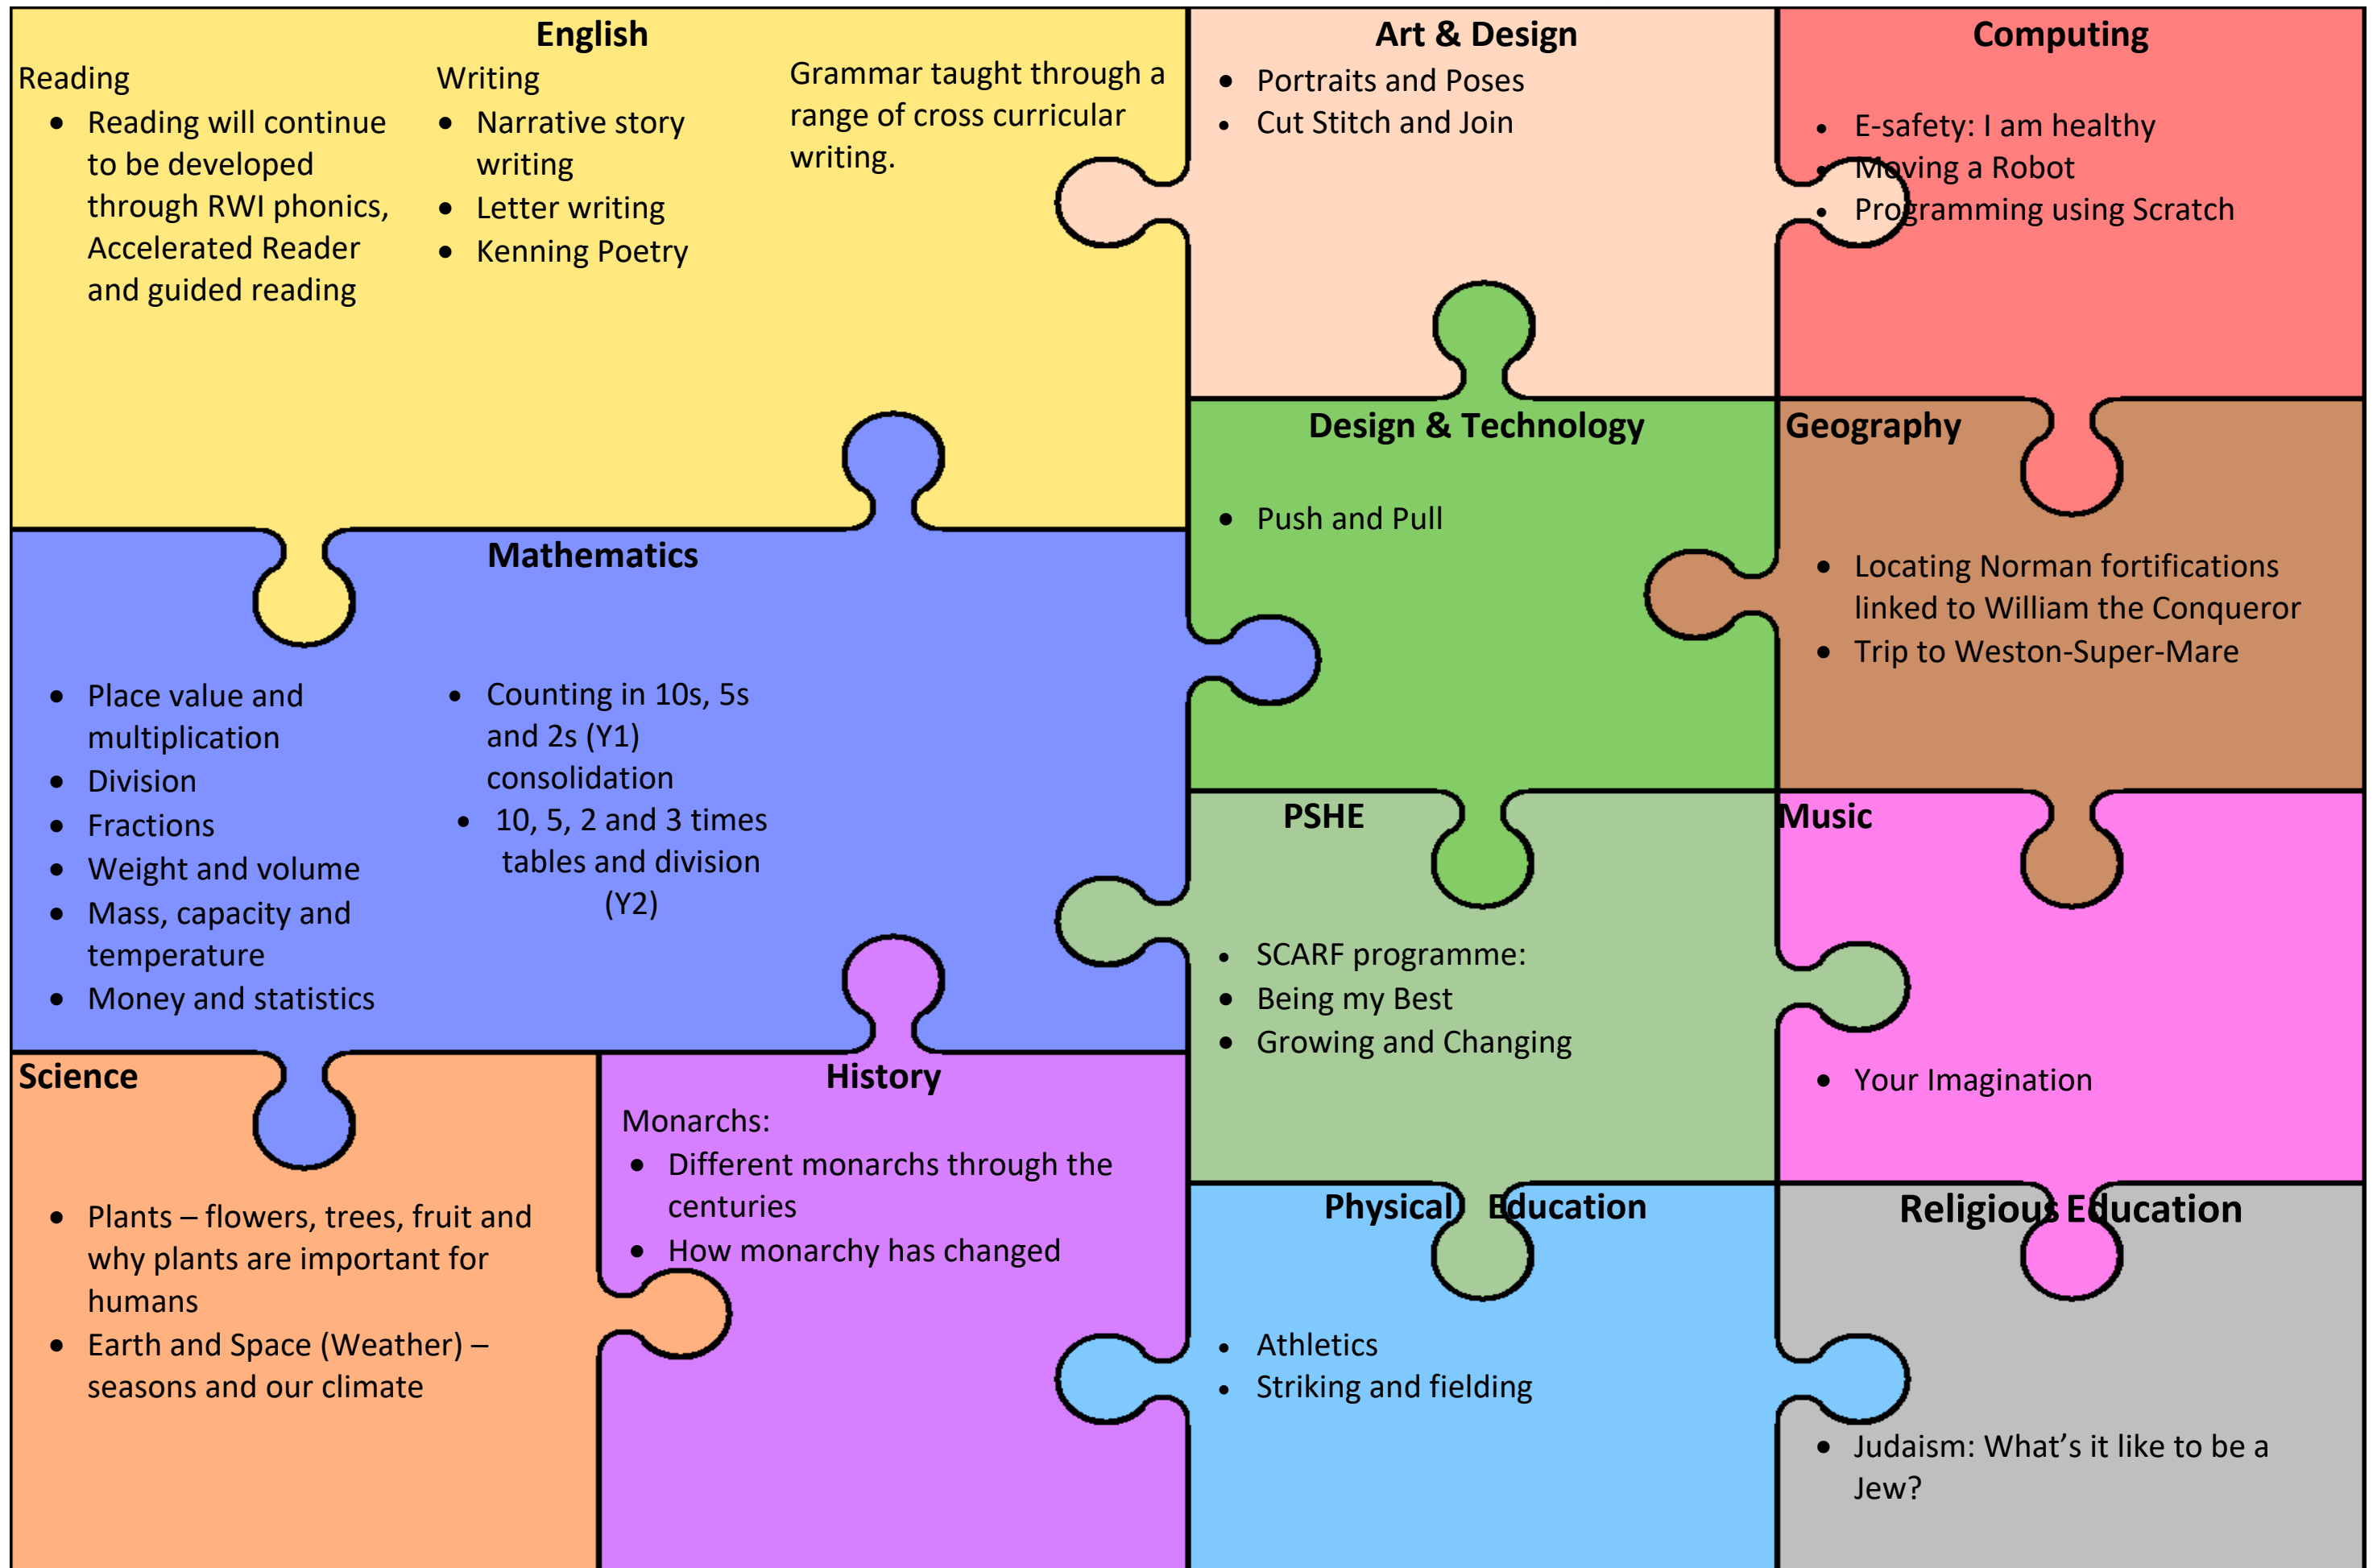 English
Reading
• Reading will continue
to be developed
through RWI phonics,
Accelerated Reader
and guided reading
Writing
• Narrative story
writing
• Letter writing
• Kenning Poetry
Grammar taught through a
range of cross curricular
writing.
Art & Design
• Portraits and Poses
• Cut Stitch and Join
Computing
• E-safety: I am healthy
• Moving a Robot
• Programming using Scratch
Design & Technology
• Push and Pull
Geography
• Locating Norman fortifications
linked to William the Conqueror
• Trip to Weston-Super-Mare
Mathematics
• Place value and
multiplication
• Division
• Fractions
• Weight and volume
• Mass, capacity and
temperature
• Money and statistics
• Counting in 10s, 5s
and 2s (Y1)
consolidation
• 10, 5, 2 and 3 times
tables and division
(Y2)
PSHE
• SCARF programme:
• Being my Best
• Growing and Changing
Music
• Your Imagination
Science
• Plants – flowers, trees, fruit and
why plants are important for
humans
• Earth and Space (Weather) –
seasons and our climate
History
Monarchs:
• Different monarchs through the
centuries
• How monarchy has changed
Physical Education
• Athletics
• Striking and fielding
Religious Education
• Judaism: What’s it like to be a
Jew?